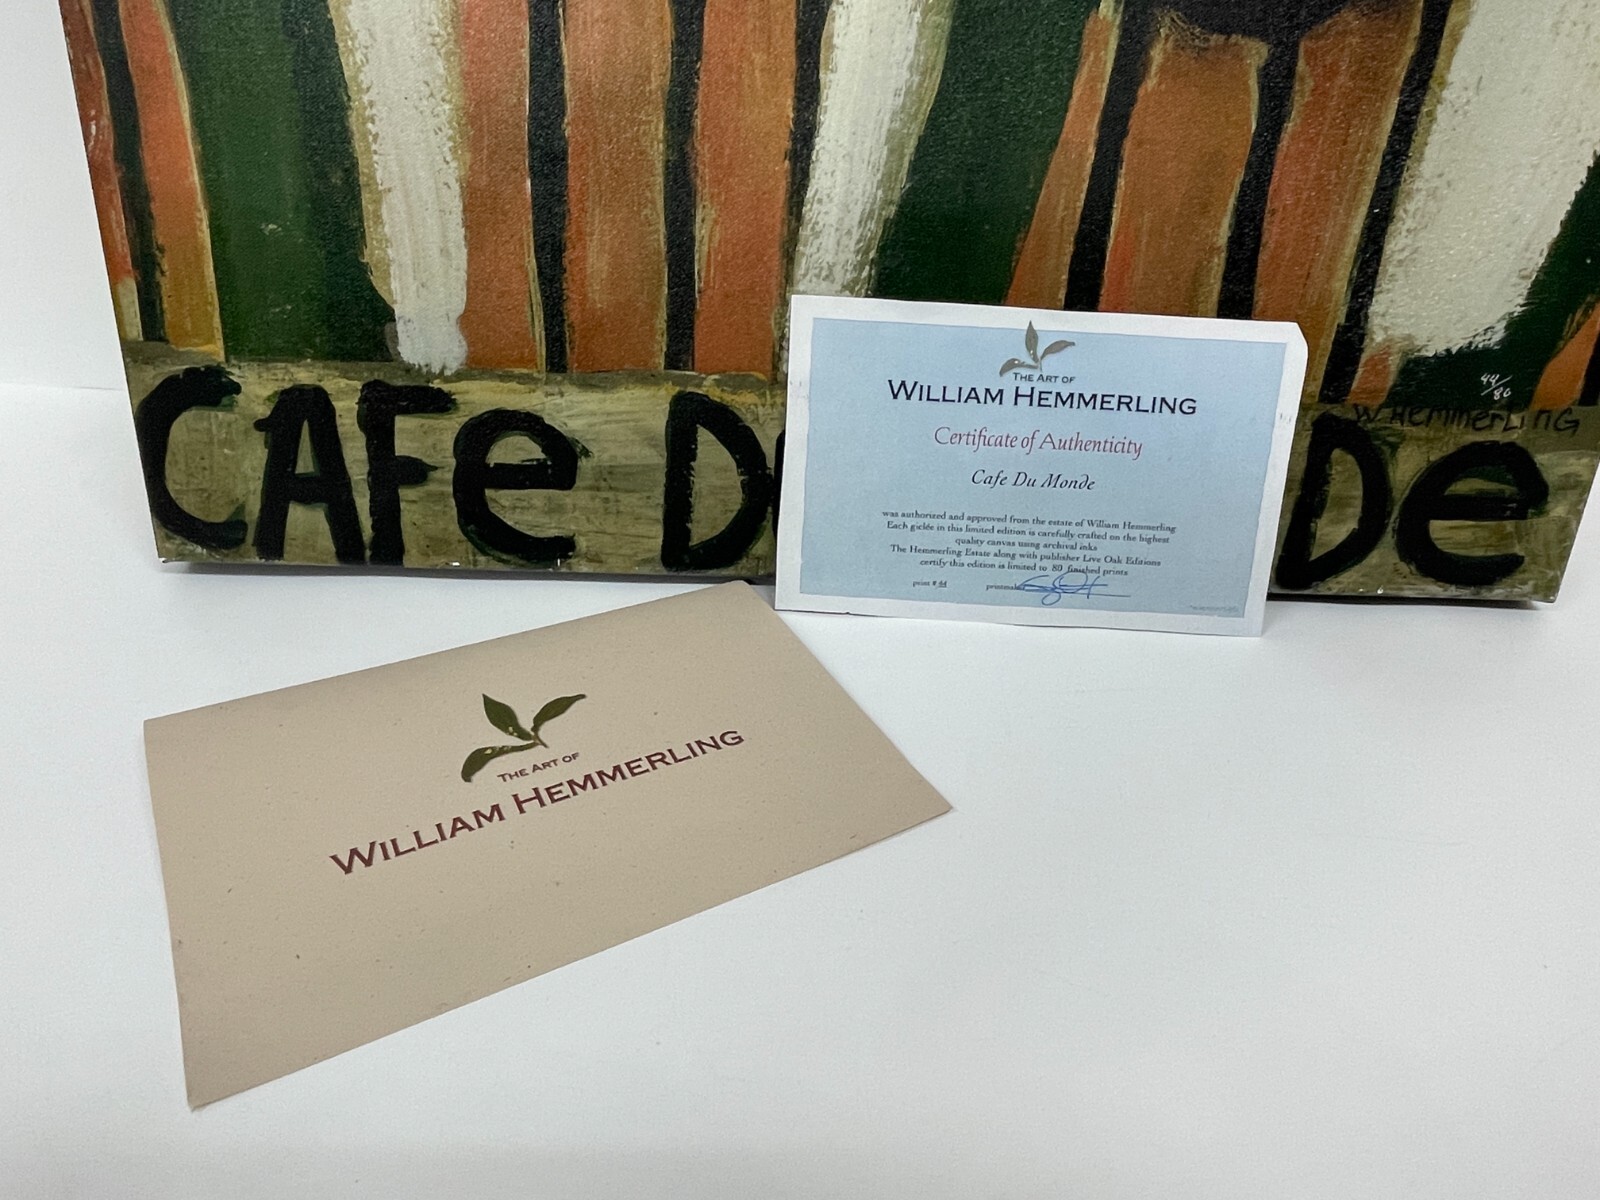 44/80
W. HemmerLinG
CAFe D De
THE ART OF
WILLIAM HEMMERLING
Certificate of Authenticity
Cafe Du Monde
was authorized and approved from the estate of William Hemmerling
Each giclée in this limited edition is carefully crafted on the highest
quality canvas using archival inks
The Hemmerling Estate along with publisher Live Oak Editions
certify this edition is limited to 80 finished prints
print # 44 printmak
THE ART OF
WILLIAM HEMMERLING